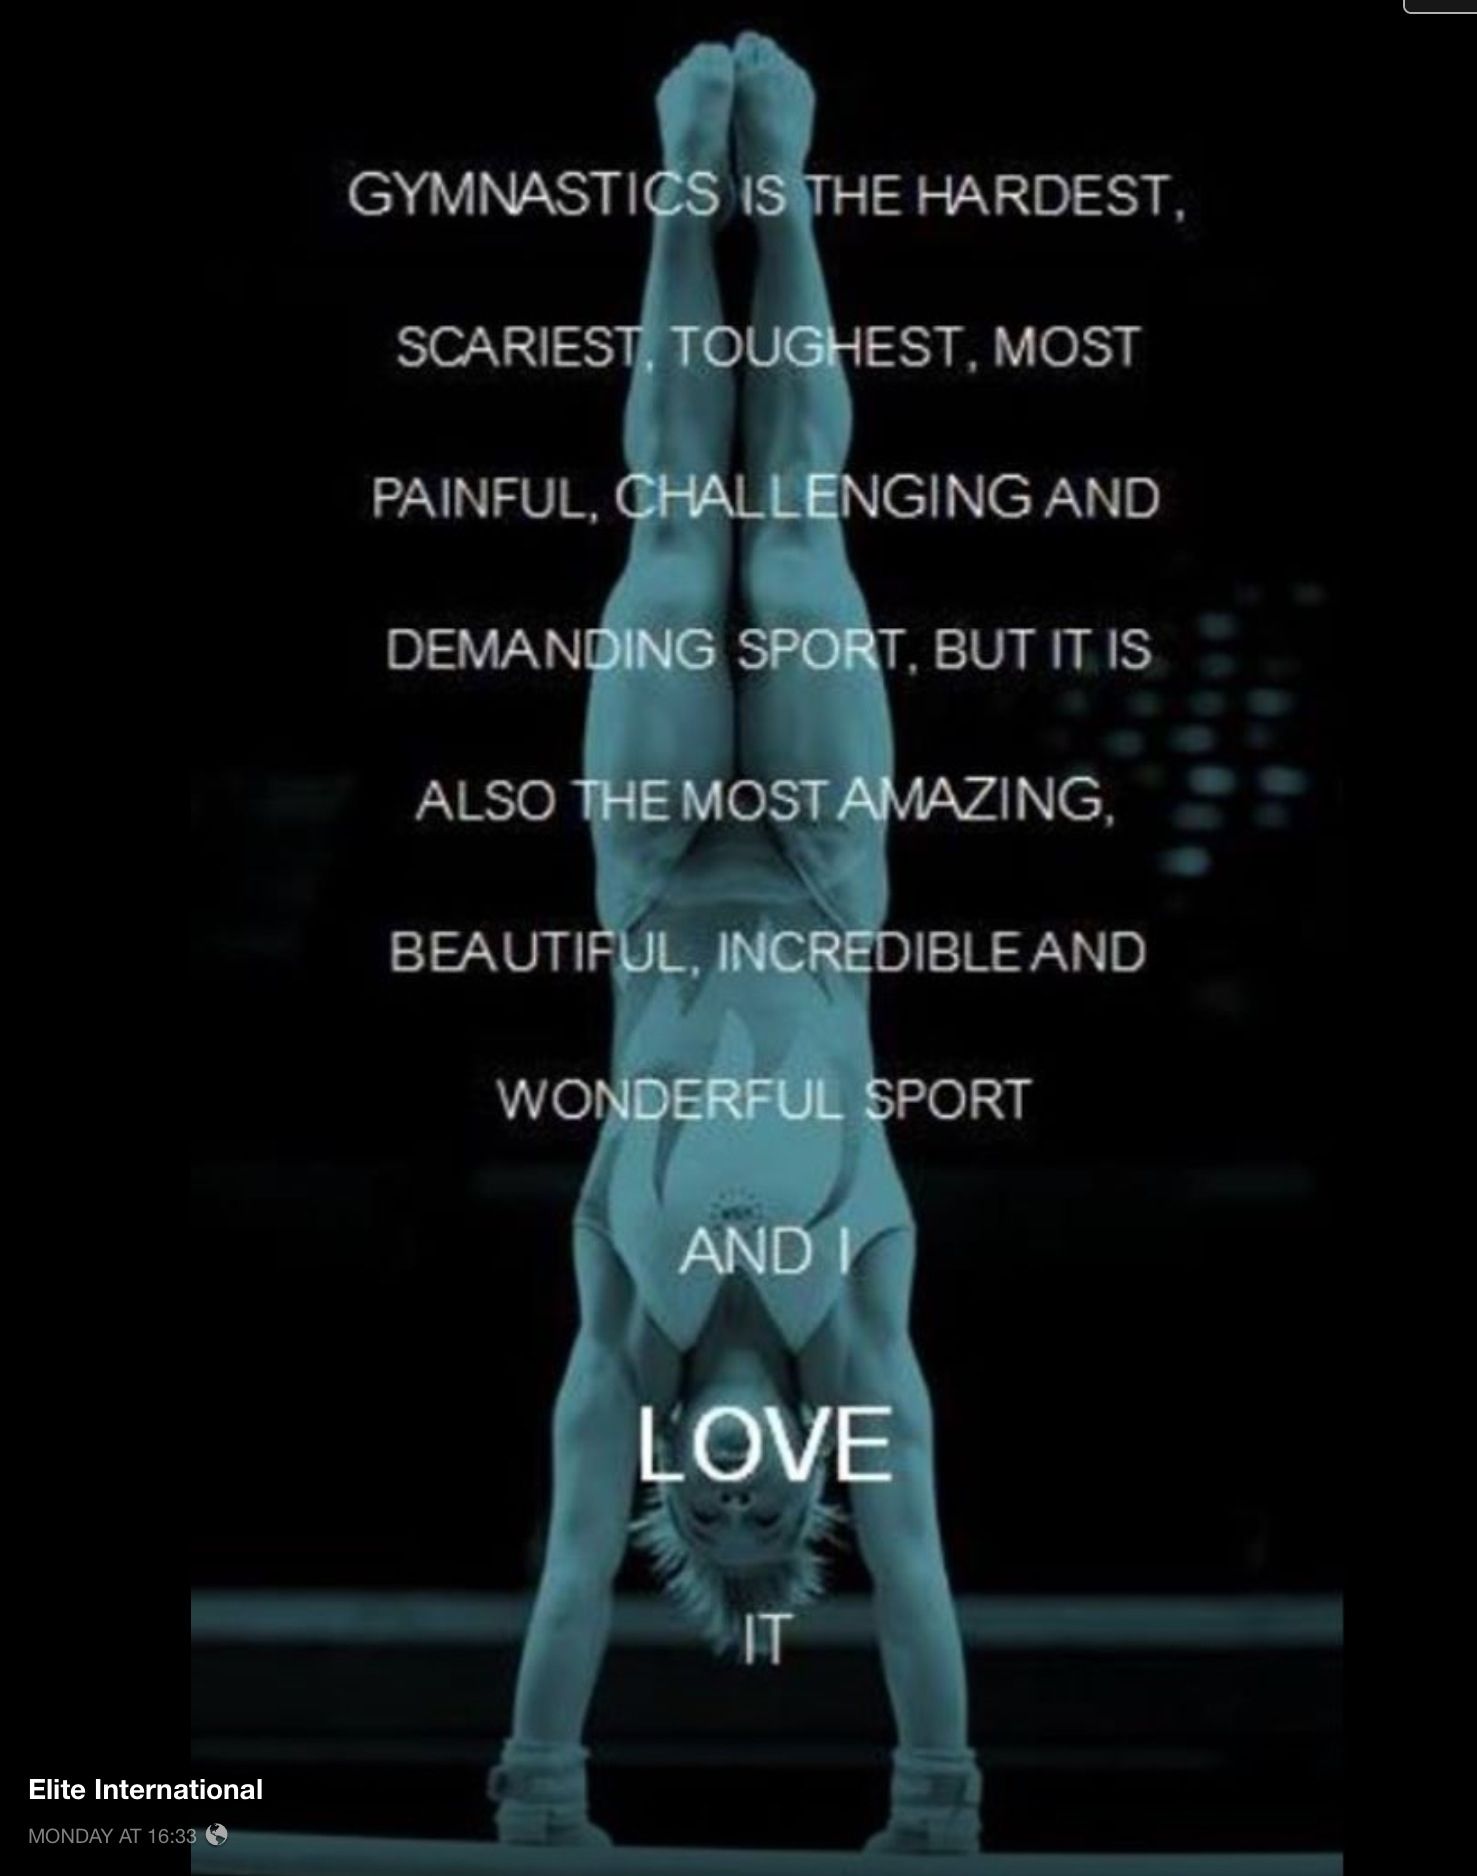 GYMNASTICS IS THE HARDEST,
SCARIEST, TOUGHEST, MOST
PAINFUL, CHALLENGING AND
DEMANDING SPORT, BUT IT IS
ALSO THE MOST AMAZING,
BEAUTIFUL, INCREDIBLE AND
WONDERFUL SPORT
AND I
LOVE
IT
Elite International
MONDAY AT 16:33